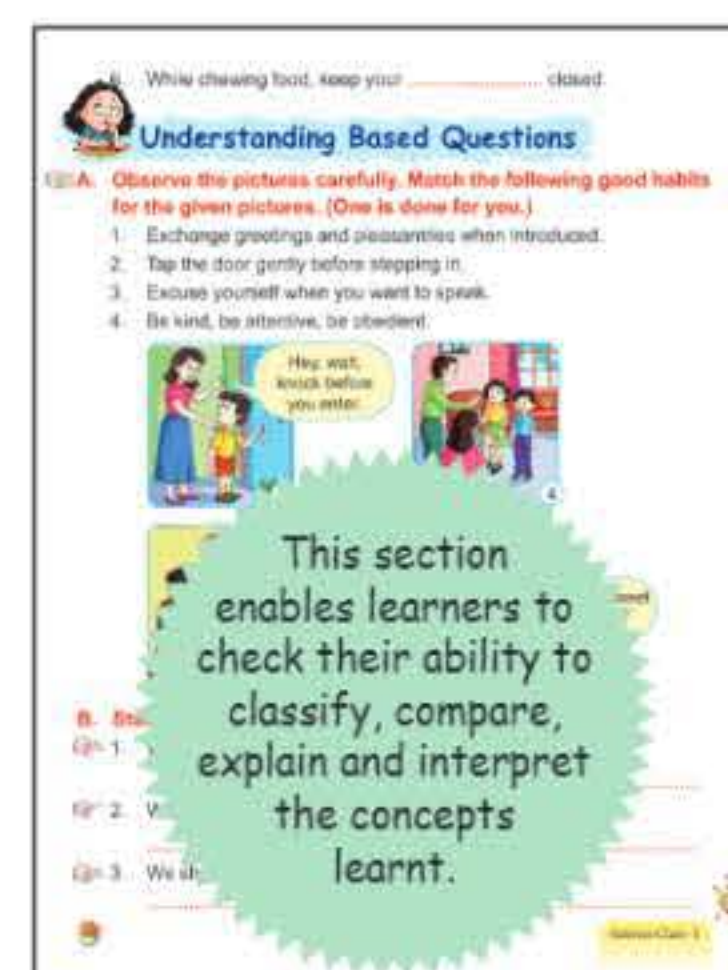 While chewing food, keep your closed.
Understanding Based Questions
A. Observe the pictures carefully. Match the following good habits
for the given pictures. (One is done for you.)
1. Exchange greetings and pleasantries when introduced.
2. Tap the door gently before stepping in.
3. Excuse yourself when you want to speak.
4. Be kind, be attentive, be obedient.
Hey, wait,
knock before
you enter.
4
This section
enables learners to
check their ability to
classify, compare,
explain and interpret
the concepts
learnt.
B.
1.
2.
3. We